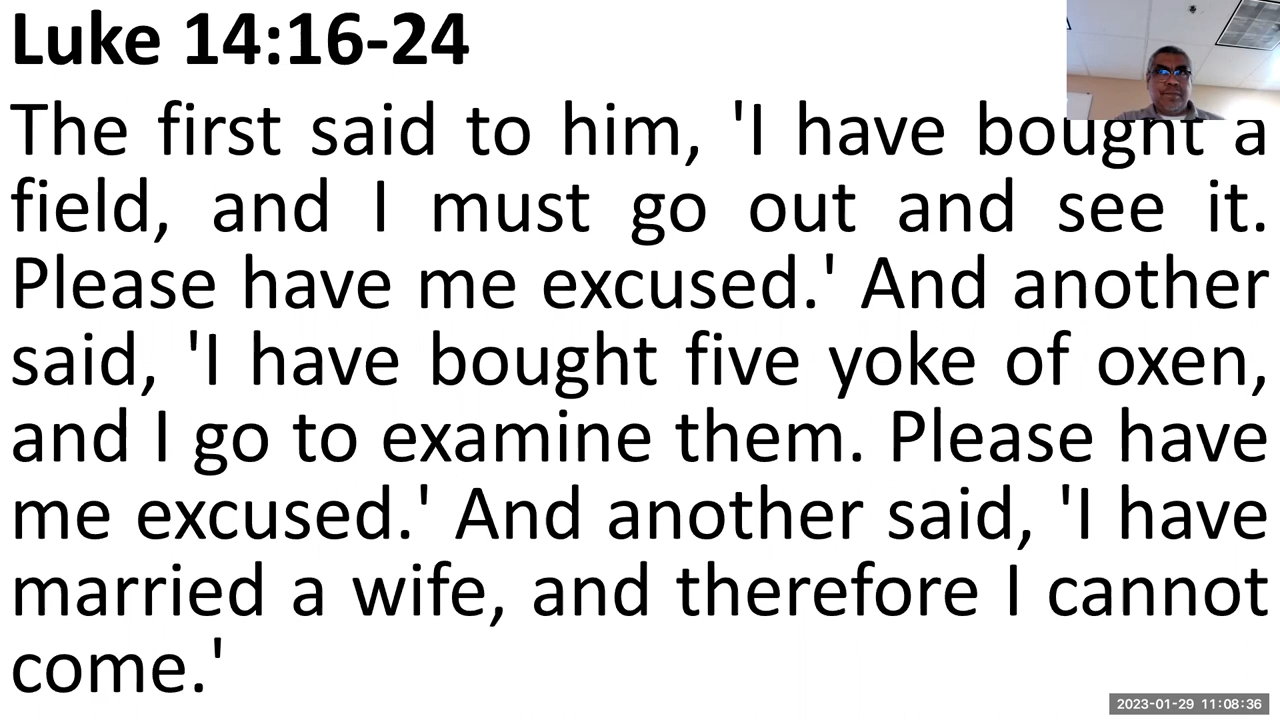 Luke 14:16-24
The first said to him, 'I have bought a
field, and I must go out and see it.
Please have me excused.' And another
said, 'I have bought five yoke of oxen,
and I go to examine them. Please have
me excused.' And another said, 'I have
married a wife, and therefore I cannot
come.'
2023-01-29 11:08:36